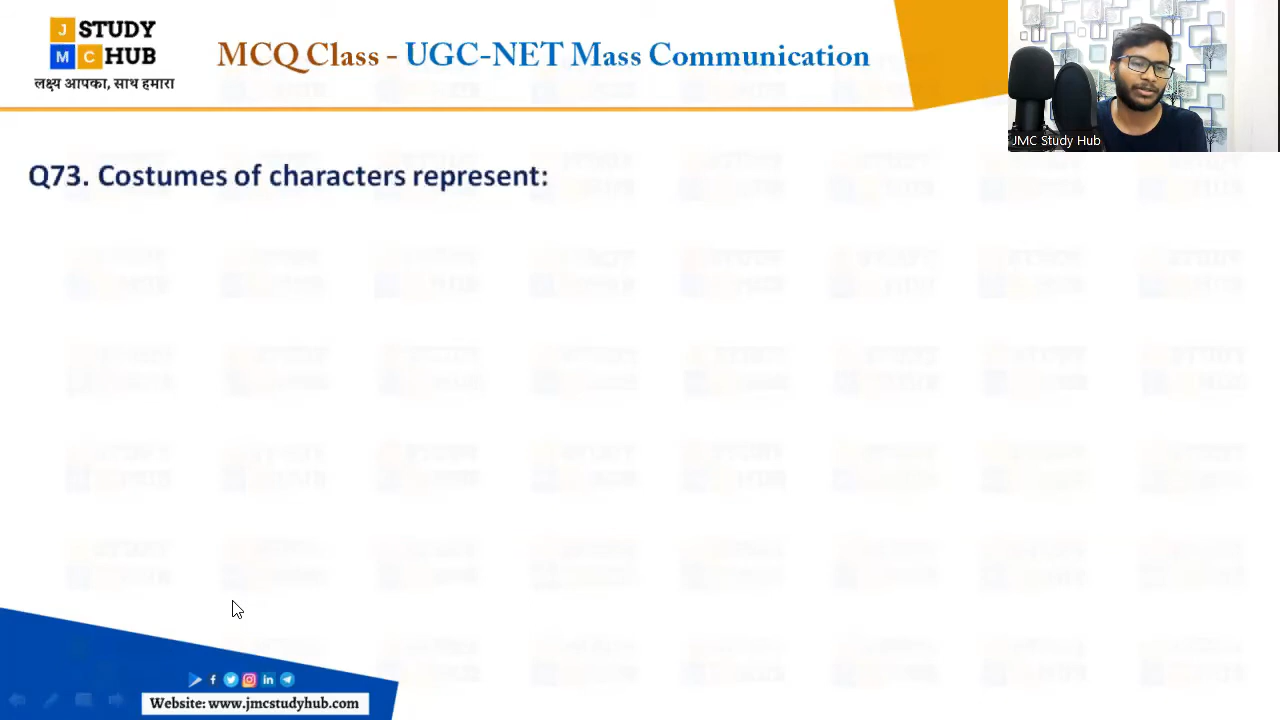 J STUDY
M C HUB
लक्ष्य आपका, साथ हमारा
MCQ Class - UGC-NET Mass Communication
JMC Study Hub
Q73. Costumes of characters represent:
Website: www.jmcstudyhub.com